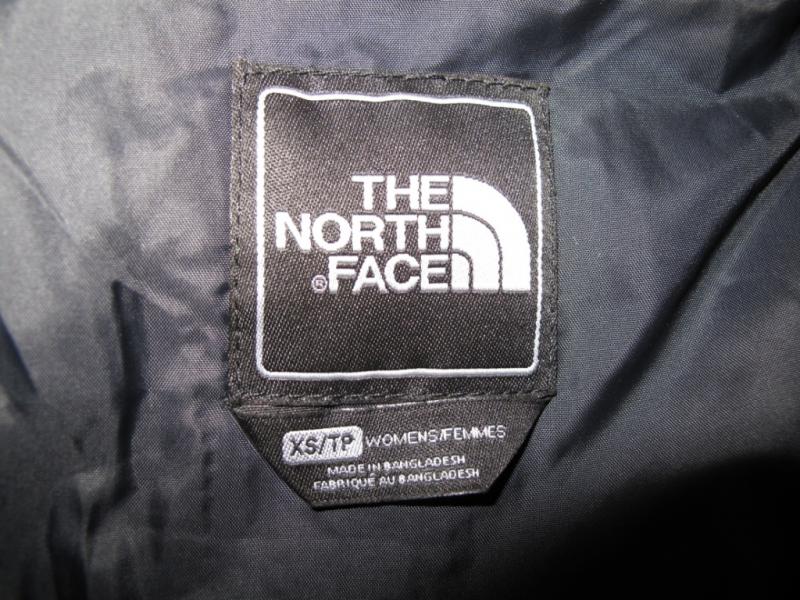 THE
NORTH
® FACE
XS/TP WOMENS/FEMMES
MADE IN BANGLADESH
FABRIQUÉ AU BANGLADESH